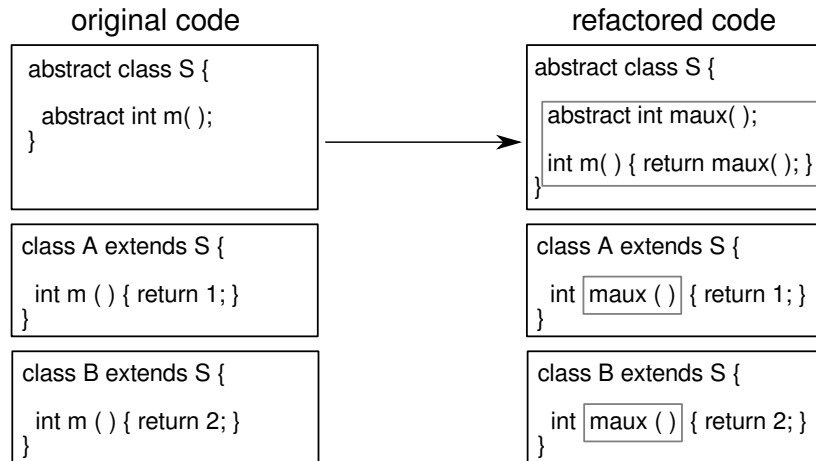 original code
abstract class S {
abstract int m( );
}
class A extends S {
int m ( ) { return 1; }
}
class B extends S {
int m ( ) { return 2; }
}
refactored code
abstract class S {
abstract int maux( );
int m( ) { return maux( ); }
}
class A extends S {
int maux ( ) { return 1; }
}
class B extends S {
int maux ( ) { return 2; }
}